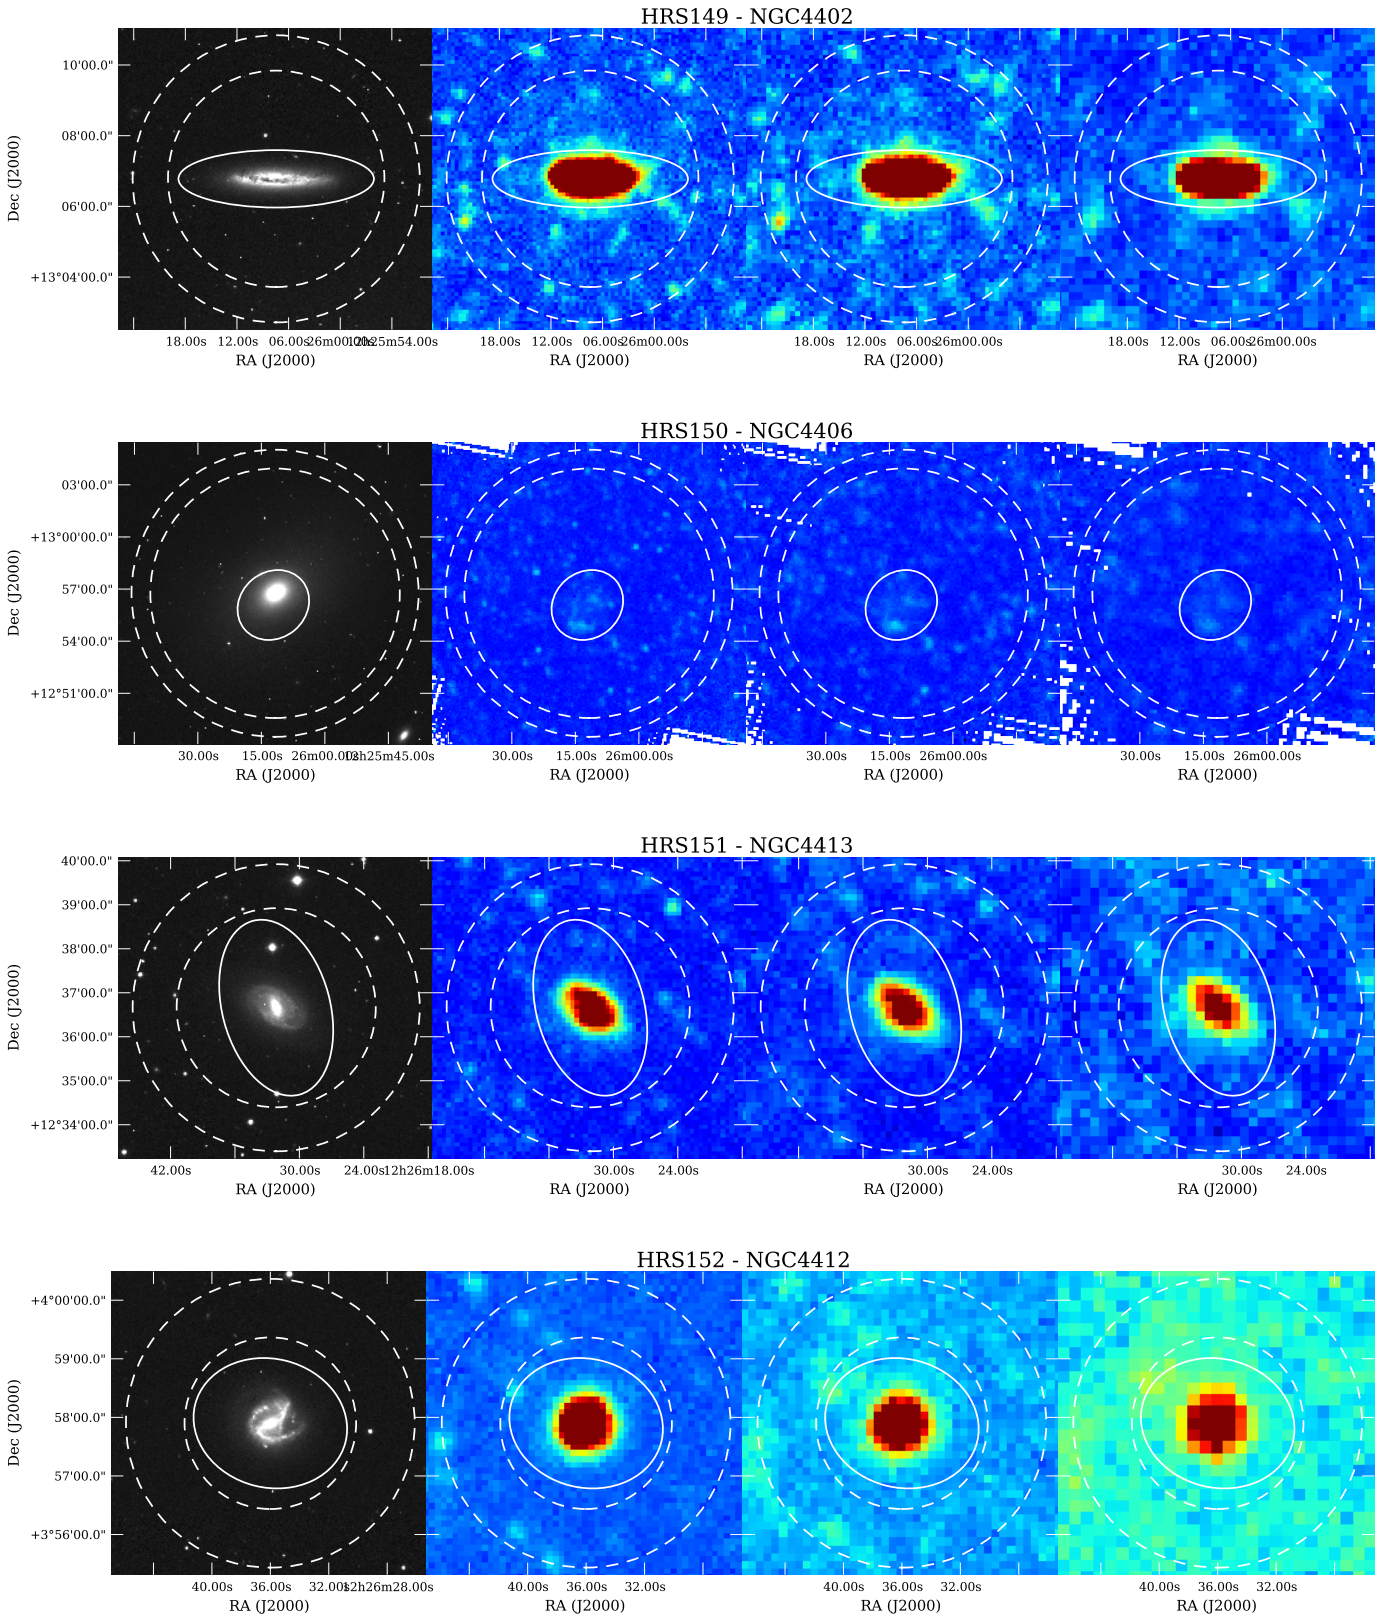 HRS149 - NGC4402
10'00.0"
08'00.0"
06'00.0"
+13°04'00.0"
Dec (J2000)
18.00s 12.00s 06.00s 26m00.00s 12h25m54.00s 18.00s 12.00s 06.00s 26m00.00s 18.00s 12.00s 06.00s 26m00.00s 18.00s 12.00s 06.00s 26m00.00s
RA (J2000) RA (J2000) RA (J2000) RA (J2000)
HRS150 - NGC4406
03'00.0"
+13°00'00.0"
57'00.0"
54'00.0"
+12°51'00.0"
Dec (J2000)
30.00s 15.00s 26m00.00s 12h25m45.00s 30.00s 15.00s 26m00.00s 30.00s 15.00s 26m00.00s 30.00s 15.00s 26m00.00s
RA (J2000) RA (J2000) RA (J2000) RA (J2000)
HRS151 - NGC4413
40'00.0"
39'00.0"
38'00.0"
37'00.0"
36'00.0"
35'00.0"
+12°34'00.0"
Dec (J2000)
42.00s 30.00s 24.00s 12h26m18.00s 30.00s 24.00s 30.00s 24.00s 30.00s 24.00s
RA (J2000) RA (J2000) RA (J2000) RA (J2000)
HRS152 - NGC4412
+4°00'00.0"
59'00.0"
58'00.0"
57'00.0"
+3°56'00.0"
Dec (J2000)
40.00s 36.00s 32.00s 12h26m28.00s 40.00s 36.00s 32.00s 40.00s 36.00s 32.00s 40.00s 36.00s 32.00s
RA (J2000) RA (J2000) RA (J2000) RA (J2000)